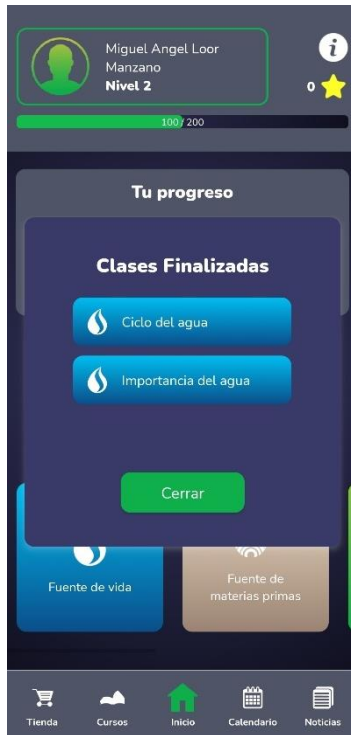 Miguel Angel Loor
Manzano
Nivel 2
i
0
100 / 200
Tu progreso
Clases Finalizadas
Ciclo del agua
Importancia del agua
Cerrar
Fuente de vida
Fuente de
materias primas
Tienda
Cursos
Inicio
Calendario
Noticias